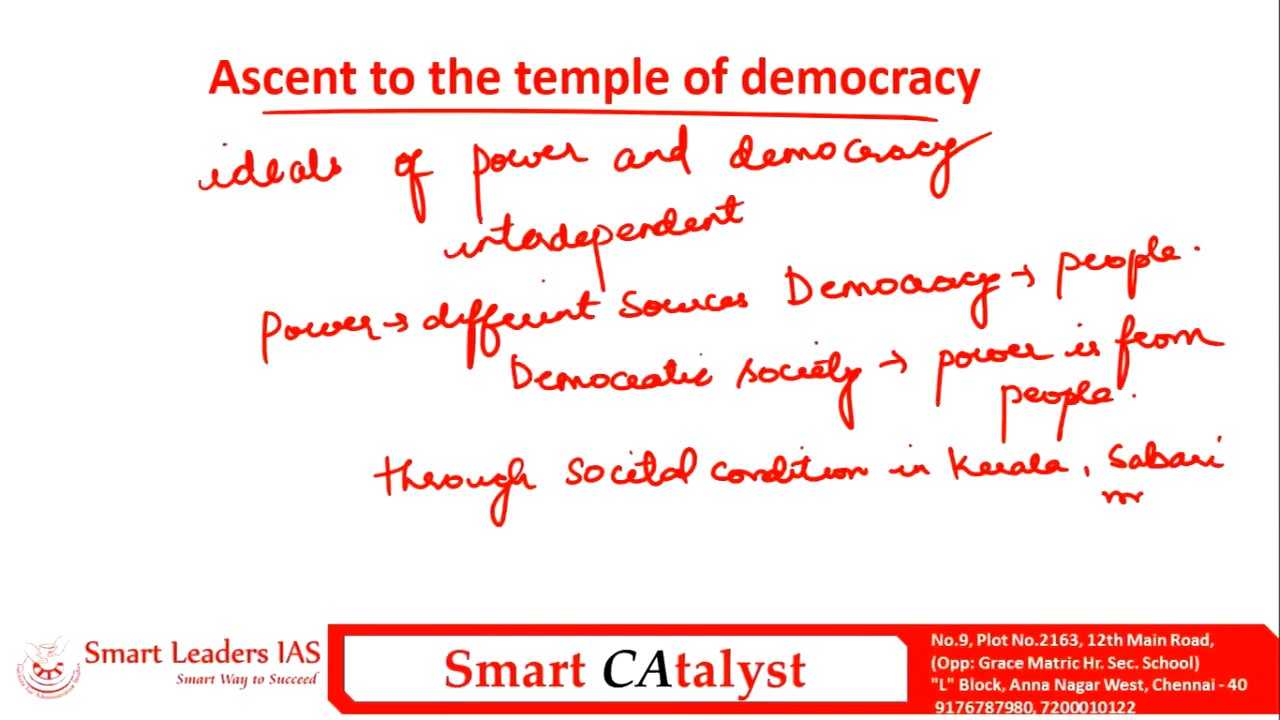 Ascent to the temple of democracy
ideals of power and democracy
interdependent
Power → different sources Democracy → people.
Democratic society → power is from
people.
through societal condition in Kerala, Sabari
Smart Leaders IAS
Smart Way to Succeed
Smart CAtalyst
No.9, Plot No.2163, 12th Main Road,
(Opp: Grace Matric Hr. Sec. School)
"L" Block, Anna Nagar West, Chennai - 40
9176787980, 7200010122